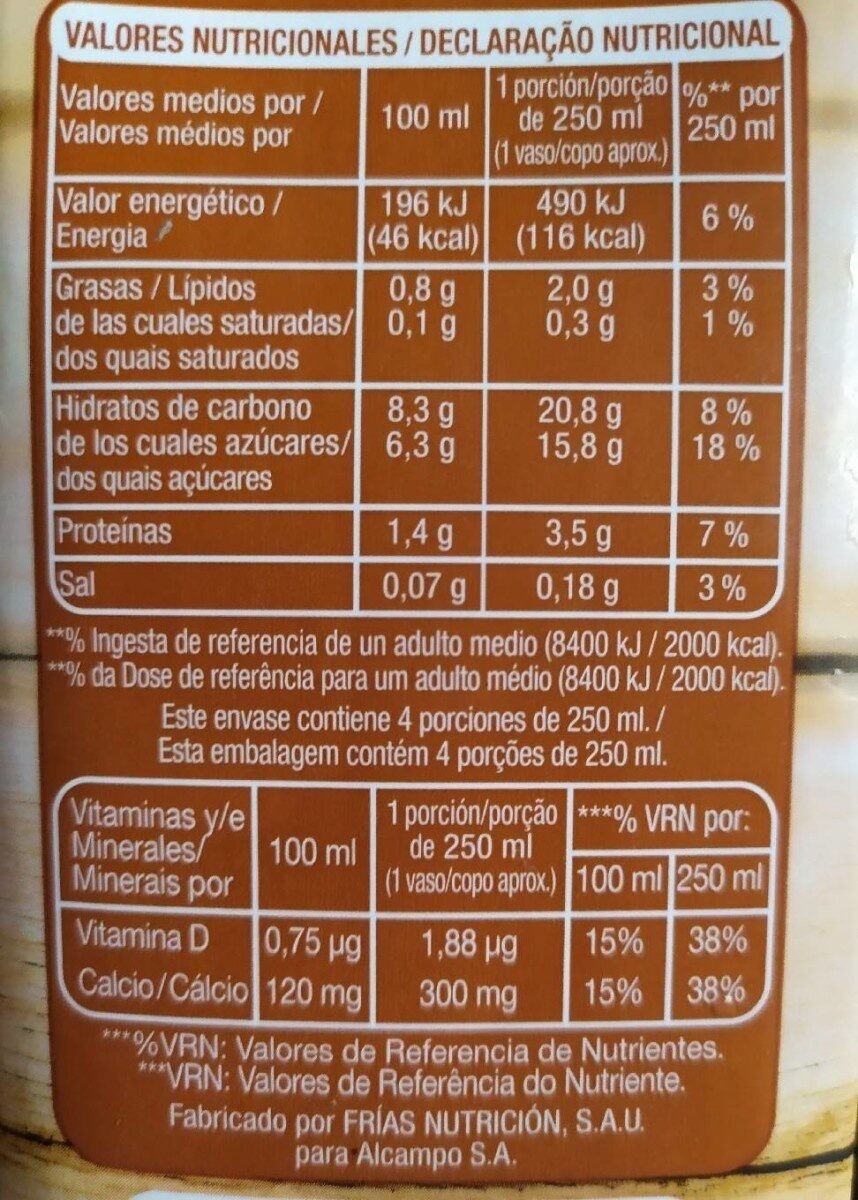 VALORES NUTRICIONALES / DECLARAÇÃO NUTRICIONAL
Valores medios por /
Valores médios por
100 ml
1 porción/porção
de 250 ml
(1 vaso/copo aprox.)
%** por
250 ml
Valor energético /
Energia
196 kJ
(46 kcal)
490 kJ
(116 kcal)
6 %
Grasas / Lípidos 0,8 g 2,0 g 3 %
de las cuales saturadas/ 0,1 g 0,3 g 1 %
dos quais saturados
Hidratos de carbono 8,3 g 20,8 g 8 %
de los cuales azúcares/ 6,3 g 15,8 g 18 %
dos quais açúcares
Proteínas 1,4 g 3,5 g 7 %
Sal 0,07 g 0,18 g 3 %
**% Ingesta de referencia de un adulto medio (8400 kJ / 2000 kcal).
**% da Dose de referência para um adulto médio (8400 kJ / 2000 kcal).
Este envase contiene 4 porciones de 250 ml. /
Esta embalagem contém 4 porções de 250 ml.
Vitaminas y/e
Minerales/
Minerais por
100 ml
1 porción/porção
de 250 ml
(1 vaso/copo aprox.)
***% VRN por:
100 ml 250 ml
Vitamina D 0,75 µg 1,88 µg 15% 38%
Calcio/Cálcio 120 mg 300 mg 15% 38%
***%VRN: Valores de Referencia de Nutrientes.
***VRN: Valores de Referência do Nutriente.
Fabricado por FRÍAS NUTRICIÓN, S.A.U.
para Alcampo S.A.